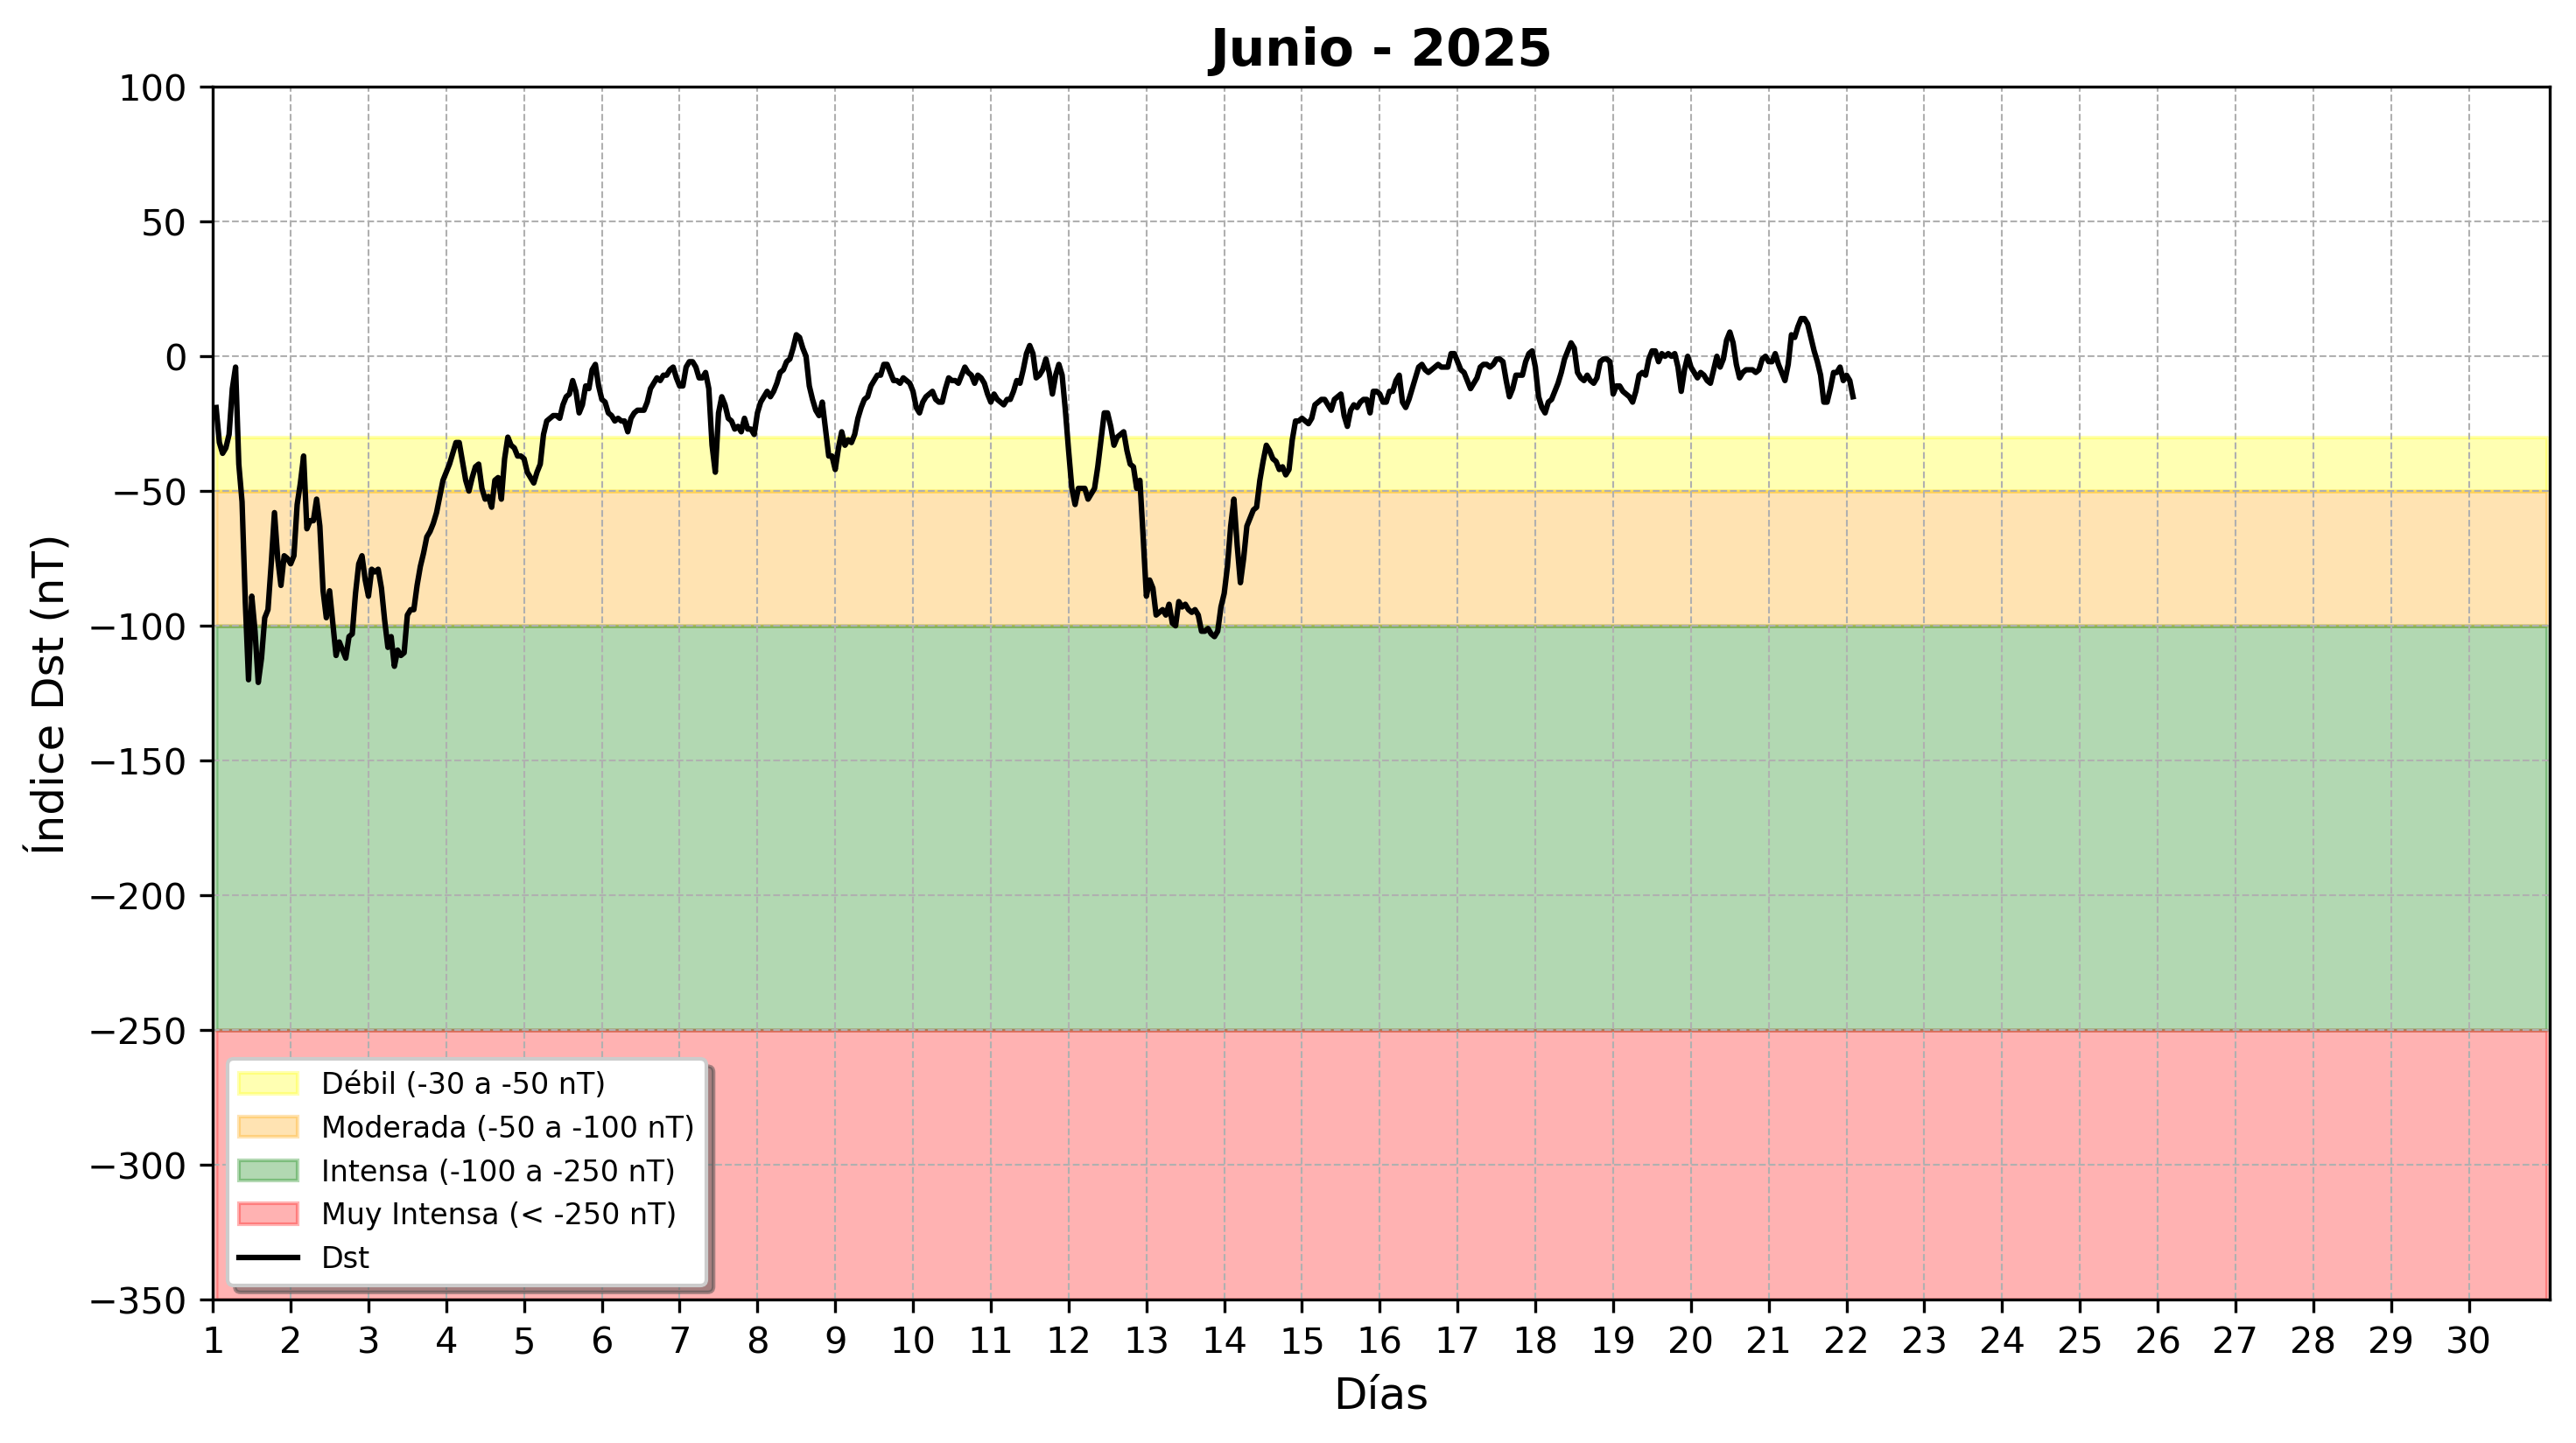 Junio - 2025
100
50
0
−50
−100
−150
−200
−250
−300
−350
Índice Dst (nT)
Débil (-30 a -50 nT)
Moderada (-50 a -100 nT)
Intensa (-100 a -250 nT)
Muy Intensa (< -250 nT)
Dst
1 2 3 4 5 6 7 8 9 10 11 12 13 14 15 16 17 18 19 20 21 22 23 24 25 26 27 28 29 30
Días